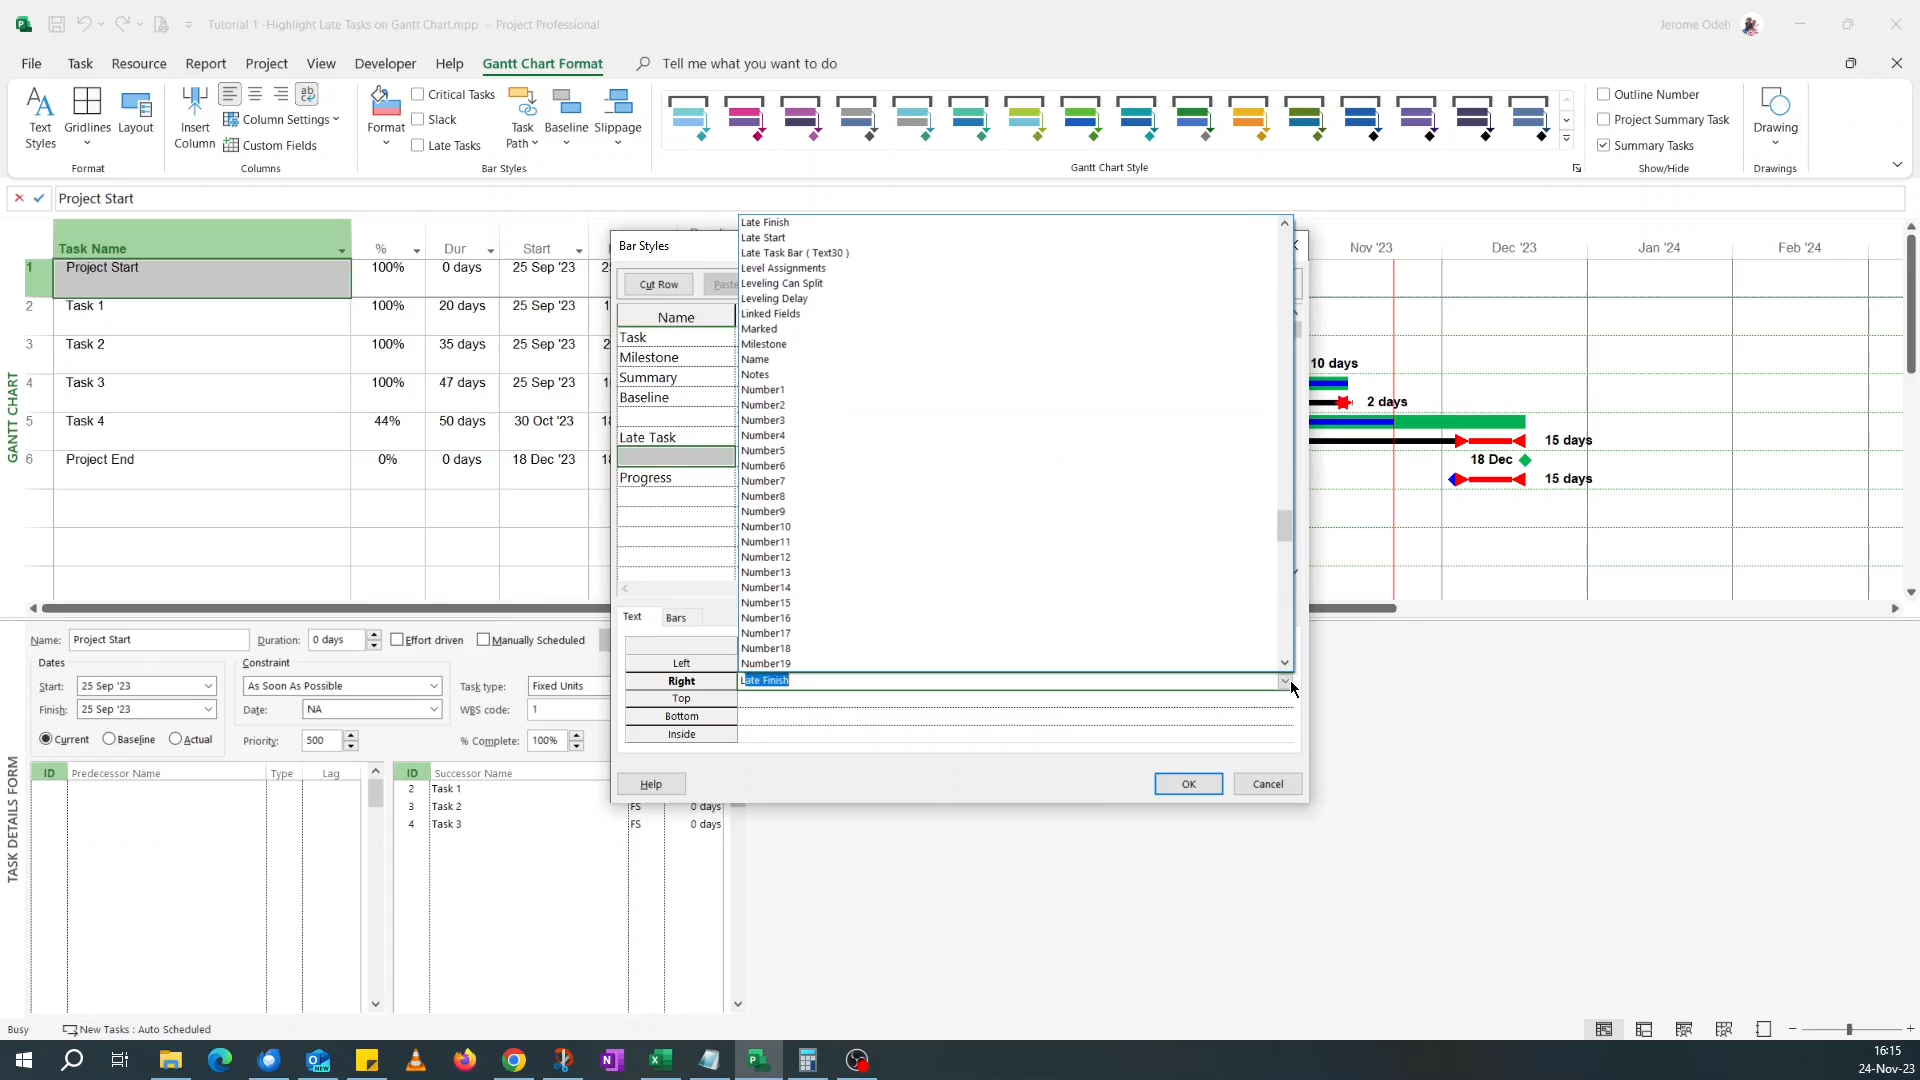 Tutorial 1 -Highlight Late Tasks on Gantt Chart.mpp - Project Professional
Jerome Odeh
File Task Resource Report Project View Developer Help Gantt Chart Format Tell me what you want to do
Text Styles
Gridlines
Layout
Format
Insert Column
Column Settings
Custom Fields
Columns
Format
Critical Tasks
Slack
Late Tasks
Task Path
Baseline
Slippage
Bar Styles
Gantt Chart Style
Outline Number
Project Summary Task
Summary Tasks
Show/Hide
Drawing
Drawings
Project Start
Task Name % Dur Start
1 Project Start 100% 0 days 25 Sep '23
2 Task 1 100% 20 days 25 Sep '23
3 Task 2 100% 35 days 25 Sep '23
4 Task 3 100% 47 days 25 Sep '23
5 Task 4 44% 50 days 30 Oct '23
6 Project End 0% 0 days 18 Dec '23
GANTT CHART
Bar Styles
Cut Row
Paste
Name
Task
Milestone
Summary
Baseline
Late Task
Progress
Late Finish
Late Start
Late Task Bar ( Text30 )
Level Assignments
Leveling Can Split
Leveling Delay
Linked Fields
Marked
Milestone
Name
Notes
Number1
Number2
Number3
Number4
Number5
Number6
Number7
Number8
Number9
Number10
Number11
Number12
Number13
Number14
Number15
Number16
Number17
Number18
Number19
Text Bars
Left
Right Late Finish
Top
Bottom
Inside
Help
OK
Cancel
Nov '23 Dec '23 Jan '24 Feb '24
10 days
2 days
15 days
18 Dec
15 days
Name: Project Start Duration: 0 days Effort driven Manually Scheduled
Dates
Constraint
Start: 25 Sep '23 As Soon As Possible Task type: Fixed Units
Finish: 25 Sep '23 Date: NA WBS code: 1
Current Baseline Actual Priority: 500 % Complete: 100%
ID Predecessor Name Type Lag
ID Successor Name
2 Task 1
3 Task 2 FS 0 days
4 Task 3 FS 0 days
TASK DETAILS FORM
Busy New Tasks : Auto Scheduled
16:15
24-Nov-23